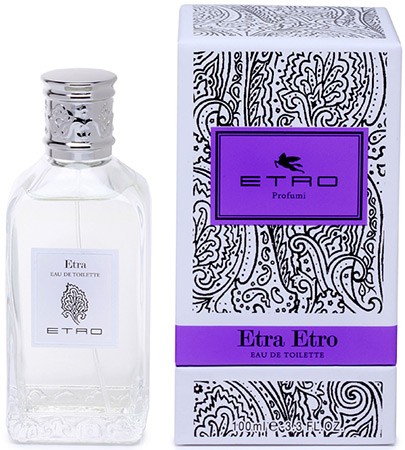 Etra
EAU DE TOILETTE
ETRO
ETRO
Profumi
Etra Etro
EAU DE TOILETTE
100ml e 3.3 FL.OZ.